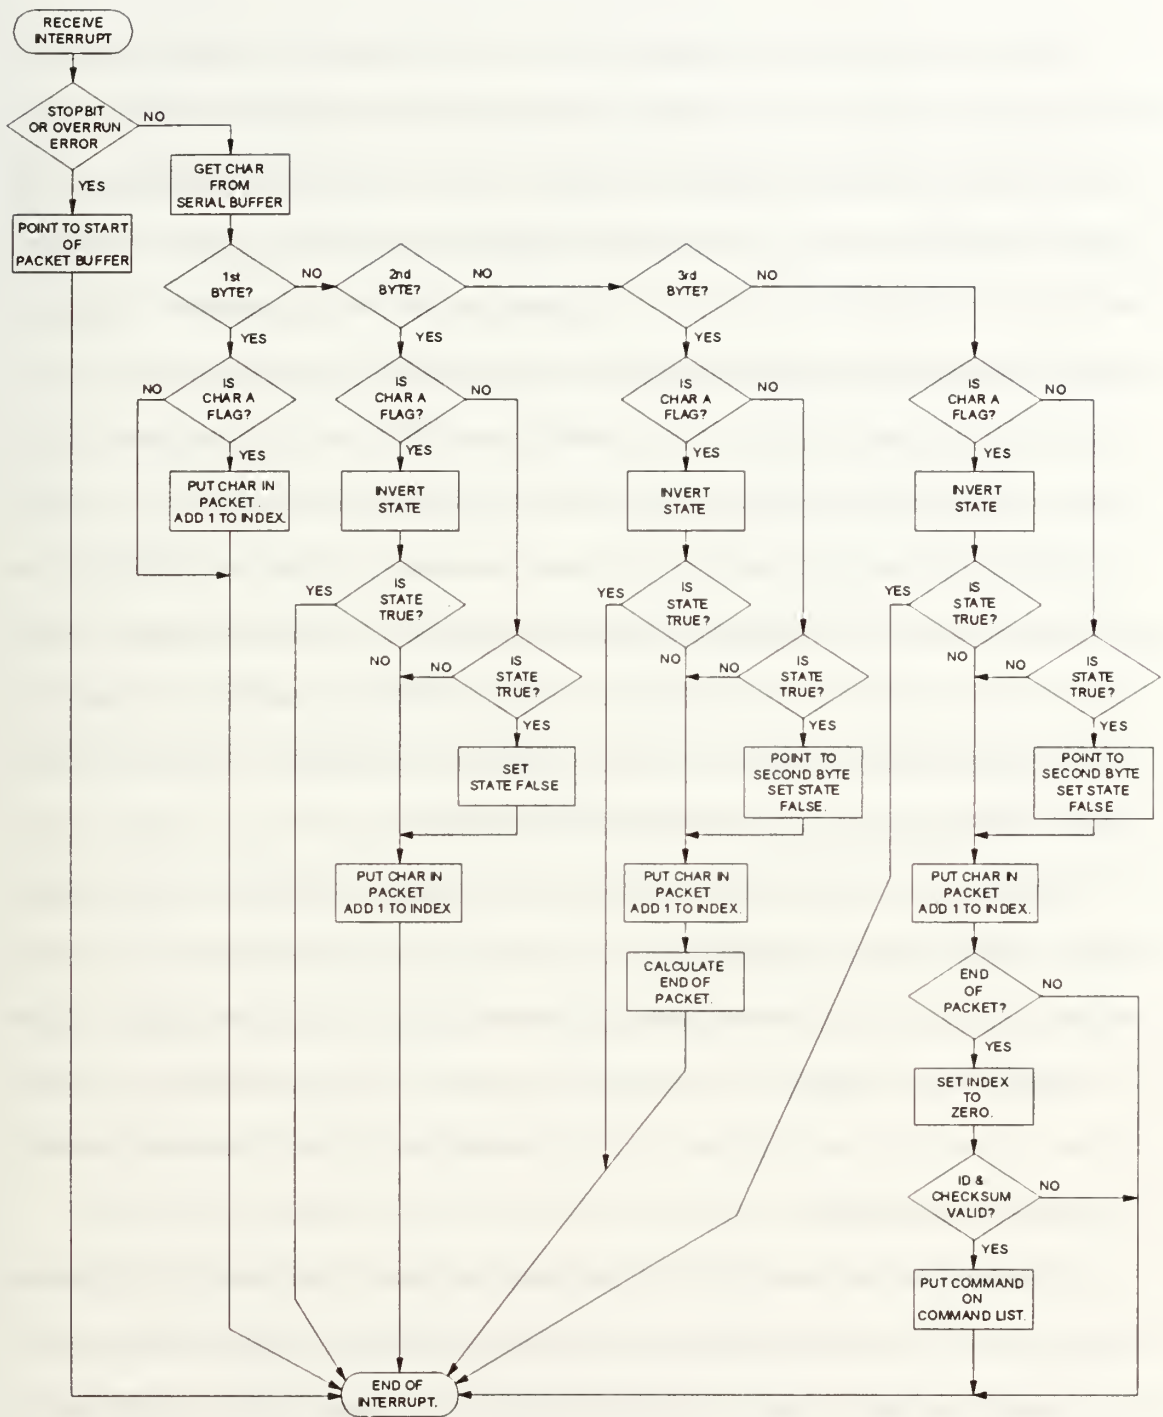 RECEIVE
INTERRUPT
STOPBIT
OR OVERRUN
ERROR
NO
YES
GET CHAR
FROM
SERIAL BUFFER
POINT TO START
OF
PACKET BUFFER
1st
BYTE?
NO
YES
2nd
BYTE?
NO
YES
3rd
BYTE?
NO
YES
IS
CHAR A
FLAG?
NO
YES
PUT CHAR IN
PACKET.
ADD 1 TO INDEX.
IS
CHAR A
FLAG?
NO
YES
INVERT
STATE
IS
STATE
TRUE?
YES
NO
IS
STATE
TRUE?
NO
YES
SET
STATE FALSE
PUT CHAR IN
PACKET
ADD 1 TO INDEX
IS
CHAR A
FLAG?
NO
YES
INVERT
STATE
IS
STATE
TRUE?
YES
NO
IS
STATE
TRUE?
NO
YES
POINT TO
SECOND BYTE
SET STATE
FALSE.
PUT CHAR IN
PACKET
ADD 1 TO INDEX.
CALCULATE
END OF
PACKET.
IS
CHAR A
FLAG?
NO
YES
INVERT
STATE
IS
STATE
TRUE?
YES
NO
IS
STATE
TRUE?
NO
YES
POINT TO
SECOND BYTE
SET STATE
FALSE
PUT CHAR IN
PACKET
ADD 1 TO INDEX.
END
OF
PACKET?
NO
YES
SET INDEX
TO
ZERO.
ID &
CHECKSUM
VALID?
NO
YES
PUT COMMAND
ON
COMMAND LIST.
END OF
INTERRUPT.